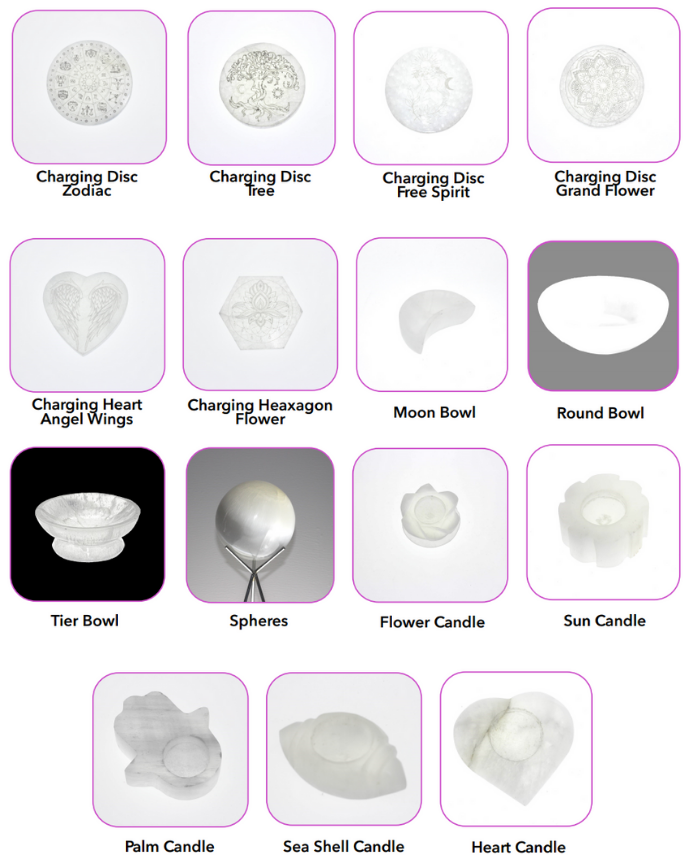 Charging Disc
Zodiac
Charging Disc
Tree
Charging Disc
Free Spirit
Charging Disc
Grand Flower
Charging Heart
Angel Wings
Charging Heaxagon
Flower
Moon Bowl
Round Bowl
Tier Bowl
Spheres
Flower Candle
Sun Candle
Palm Candle
Sea Shell Candle
Heart Candle